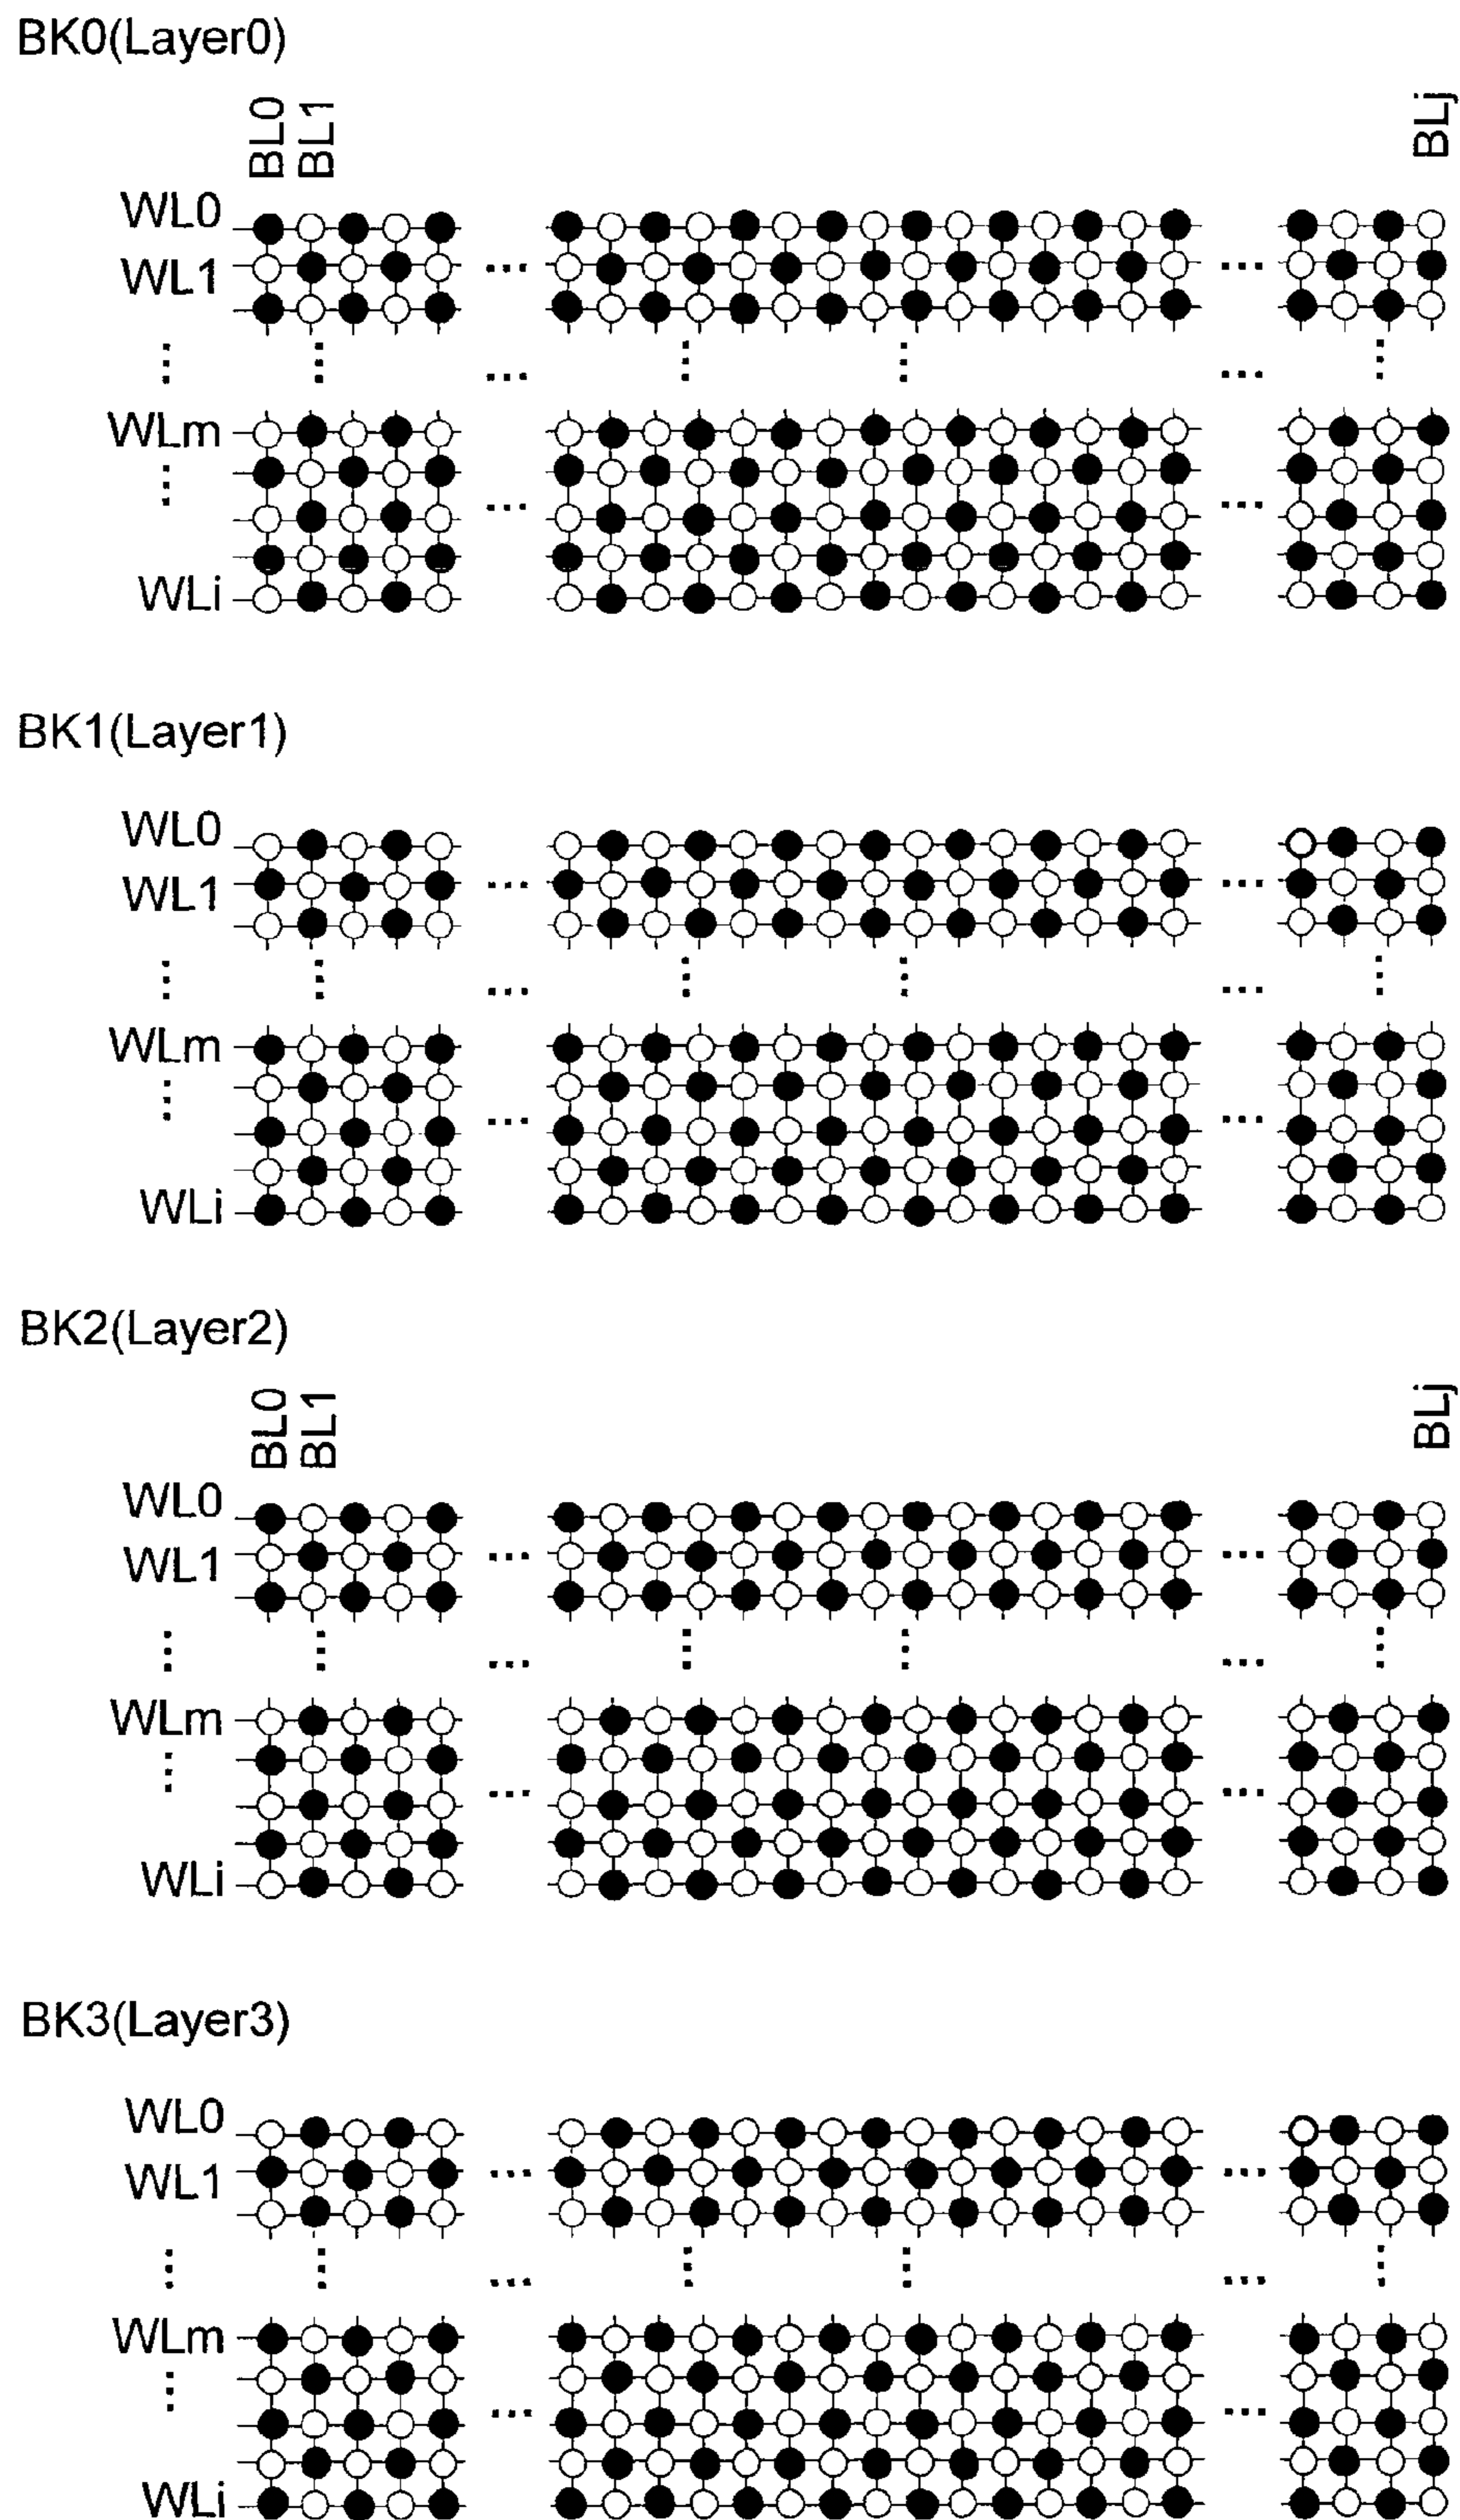 BK0(Layer0)
BL0 BL1 BLj
WL0
WL1
WLm
WLi
BK1(Layer1)
WL0
WL1
WLm
WLi
BK2(Layer2)
BL0 BL1 BLj
WL0
WL1
WLm
WLi
BK3(Layer3)
WL0
WL1
WLm
WLi